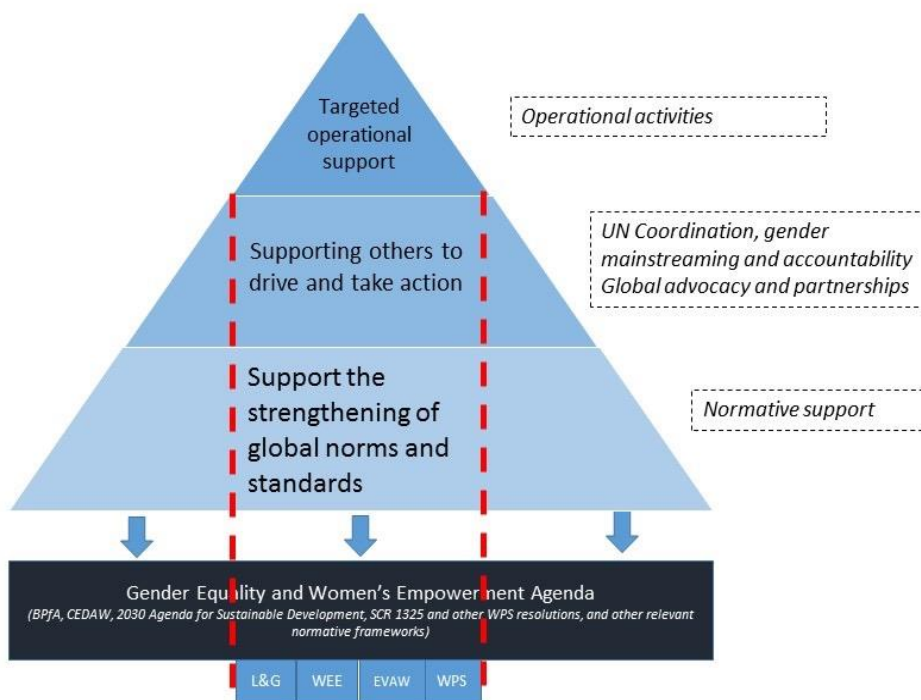 Targeted
operational
support
Operational activities
Supporting others to
drive and take action
UN Coordination, gender
mainstreaming and accountability
Global advocacy and partnerships
Support the
strengthening of
global norms and
standards
Normative support
Gender Equality and Women's Empowerment Agenda
(BPfA, CEDAW, 2030 Agenda for Sustainable Development, SCR 1325 and other WPS resolutions, and other relevant
normative frameworks)
L&G WEE EVAW WPS